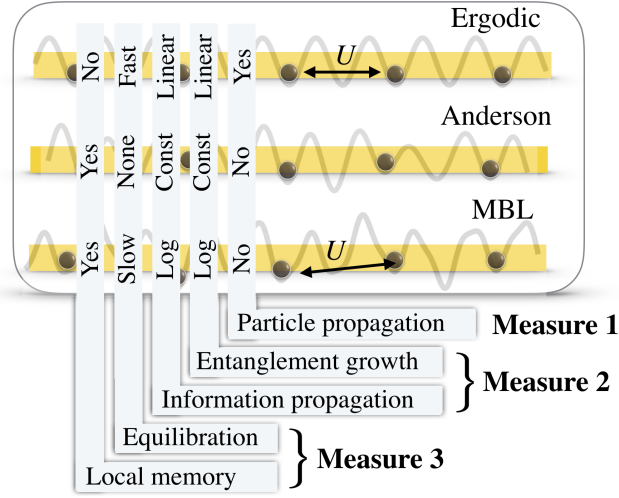 Ergodic
No Fast Linear Linear Yes
U
Anderson
Yes None Const Const No
MBL
Yes Slow Log Log No
U
Particle propagation Measure 1
Entanglement growth
Measure 2
Information propagation
Equilibration
Measure 3
Local memory